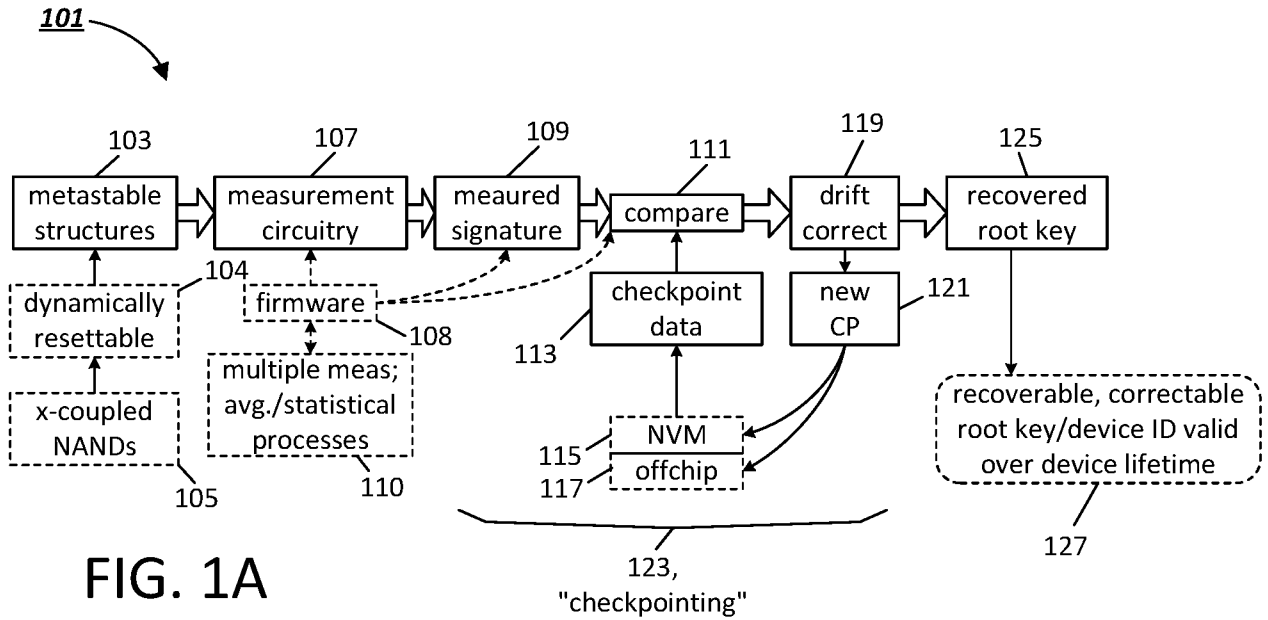 101
103
107
109
111
119
125
metastable
structures
measurement
circuitry
meaured
signature
compare
drift
correct
recovered
root key
104
dynamically
resettable
firmware
108
checkpoint
data
113
new
CP
121
x-coupled
NANDs
105
multiple meas;
avg./statistical
processes
110
115
NVM
117
offchip
recoverable, correctable
root key/device ID valid
over device lifetime
127
123,
"checkpointing"
FIG. 1A